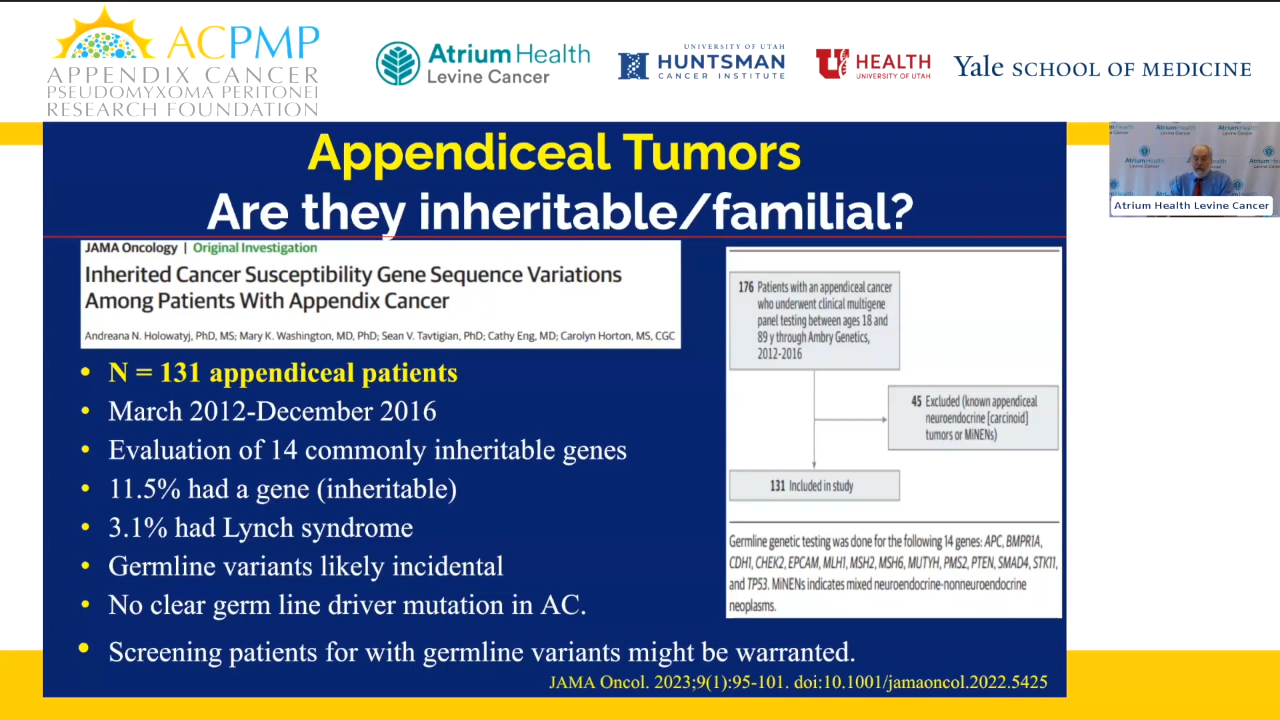 ACPMP
APPENDIX CANCER
PSEUDOMYXOMA PERITONEI
RESEARCH FOUNDATION
Atrium Health
Levine Cancer
UNIVERSITY OF UTAH
HUNTSMAN
CANCER INSTITUTE
U
HEALTH
UNIVERSITY OF UTAH
Yale SCHOOL OF MEDICINE
Appendiceal Tumors
Are they inheritable/familial?
JAMA Oncology | Original Investigation
Inherited Cancer Susceptibility Gene Sequence Variations
Among Patients With Appendix Cancer
Andreana N. Holowatyj, PhD, MS; Mary K. Washington, MD, PhD; Sean V. Tavtigian, PhD; Cathy Eng, MD; Carolyn Horton, MS, CGC
• N = 131 appendiceal patients
• March 2012-December 2016
• Evaluation of 14 commonly inheritable genes
• 11.5% had a gene (inheritable)
• 3.1% had Lynch syndrome
• Germline variants likely incidental
• No clear germ line driver mutation in AC.
• Screening patients for with germline variants might be warranted.
176 Patients with an appendiceal cancer
who underwent clinical multigene
panel testing between ages 18 and
89 y through Ambry Genetics,
2012-2016
45 Excluded (known appendiceal
neuroendocrine [carcinoid]
tumors or MiNENs)
131 Included in study
Germline genetic testing was done for the following 14 genes: APC, BMPR1A,
CDH1, CHEK2, EPCAM, MLH1, MSH2, MSH6, MUTYH, PMS2, PTEN, SMAD4, STK11,
and TP53. MiNENs indicates mixed neuroendocrine-nonneuroendocrine
neoplasms.
JAMA Oncol. 2023;9(1):95-101. doi:10.1001/jamaoncol.2022.5425
AtriumHealth
Levine Cancer
Atrium Health Levine Cancer